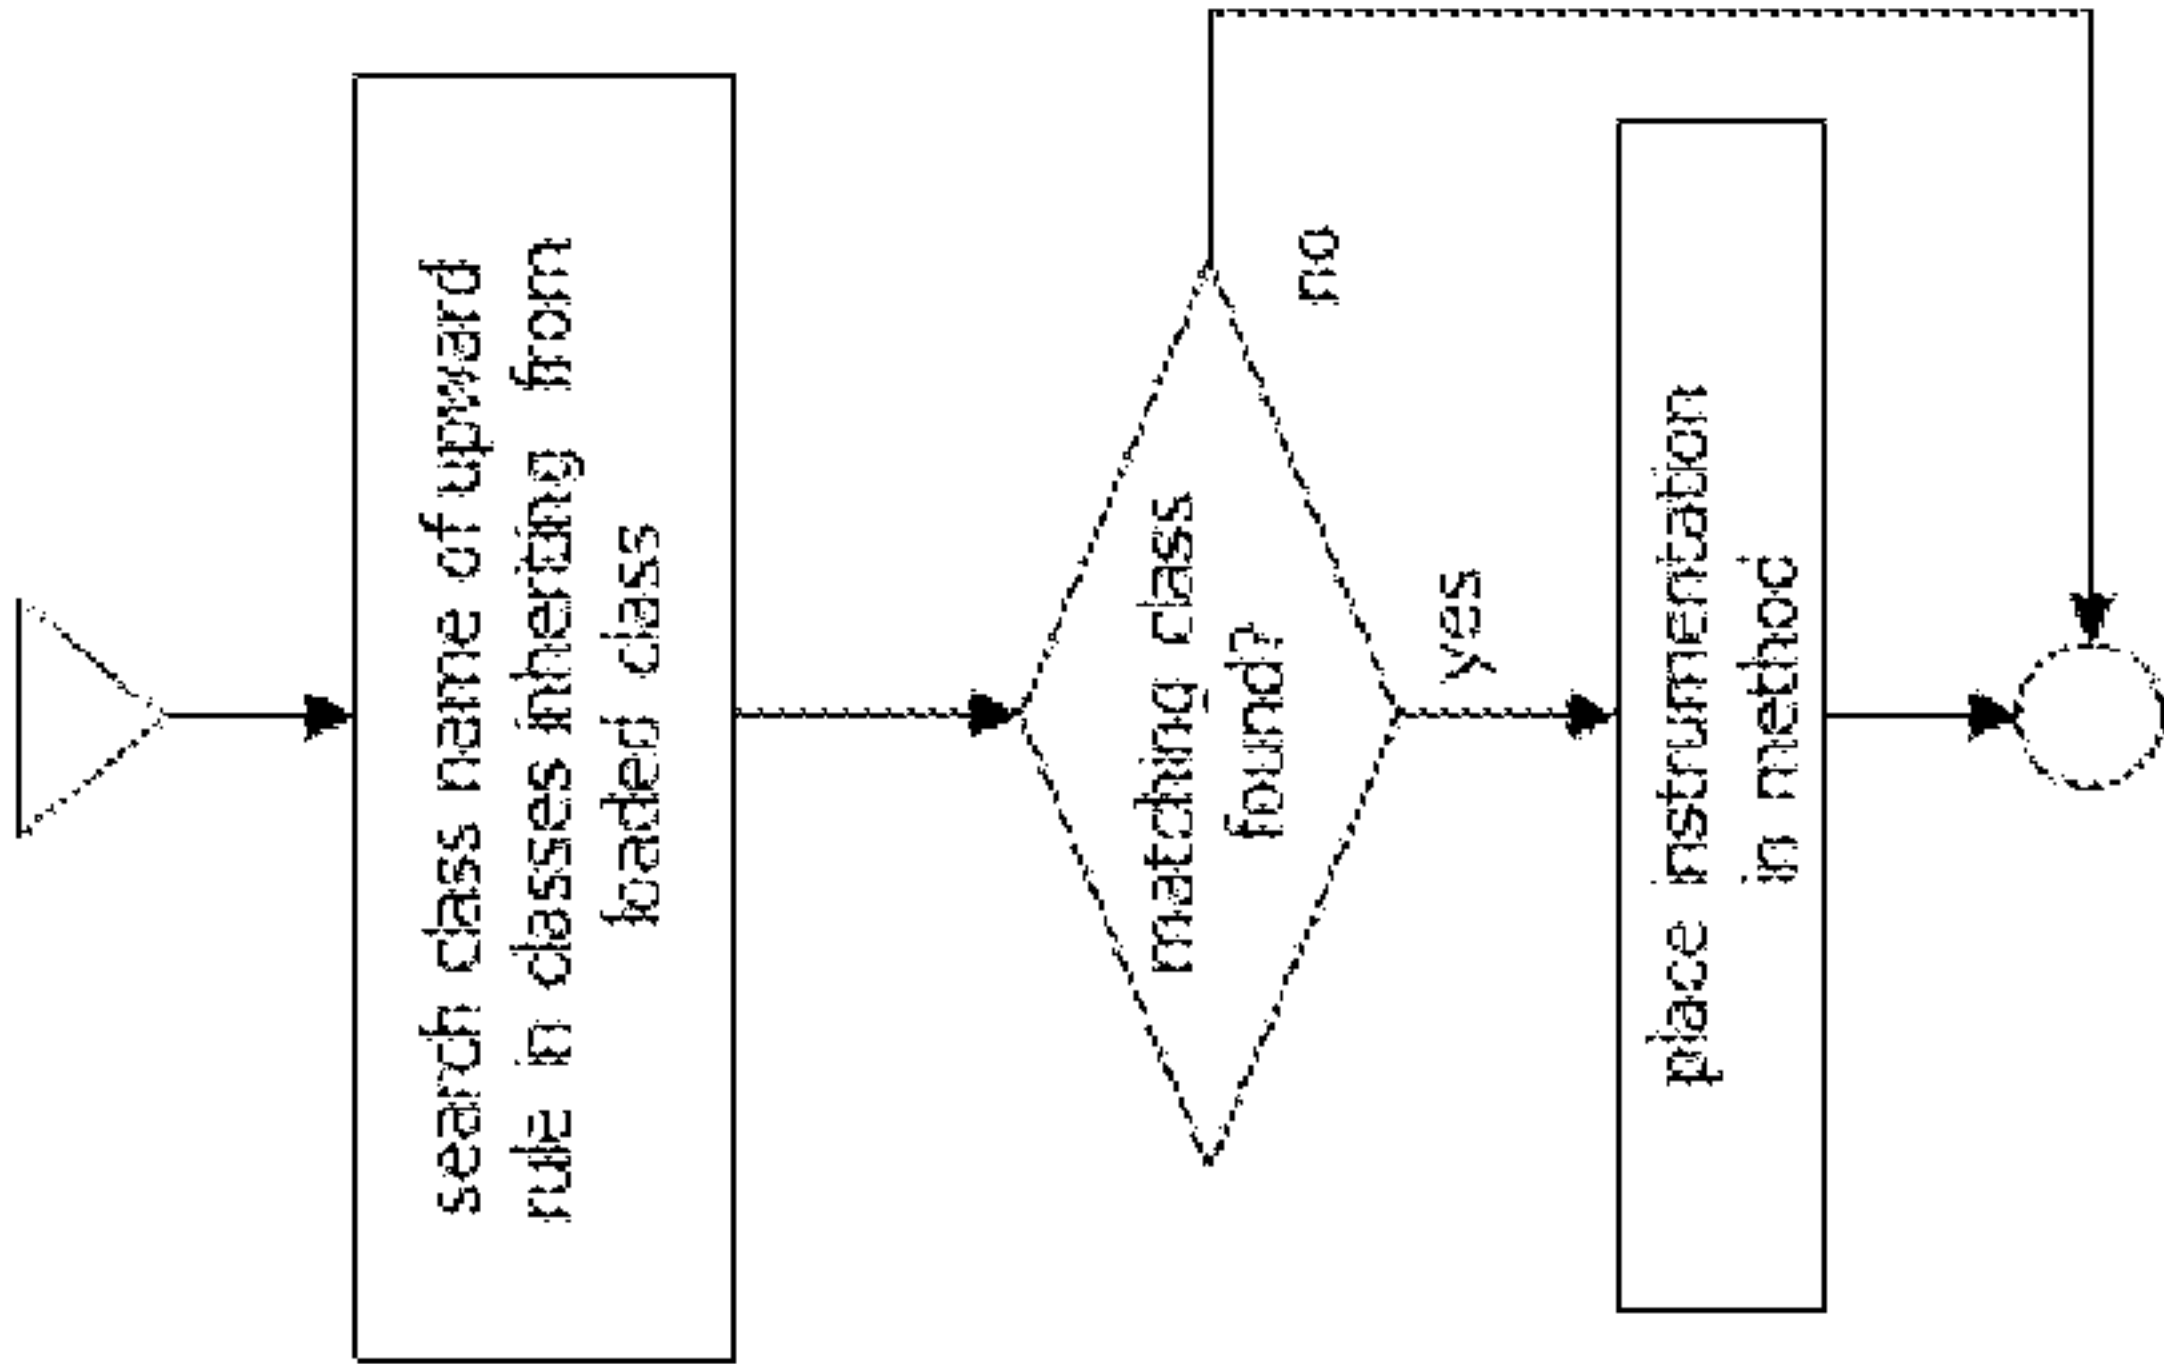 search class name of upward
rule in classes inheriting from
loaded class
matching class
found?
no
yes
place instrumentation
in method